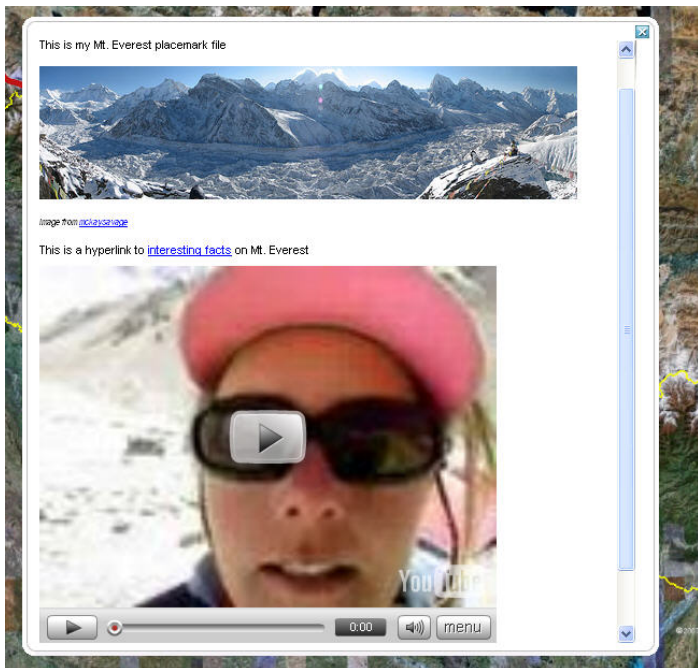 This is my Mt. Everest placemark file
Image from mckaysavage
This is a hyperlink to interesting facts on Mt. Everest
YouTube
0:00
menu